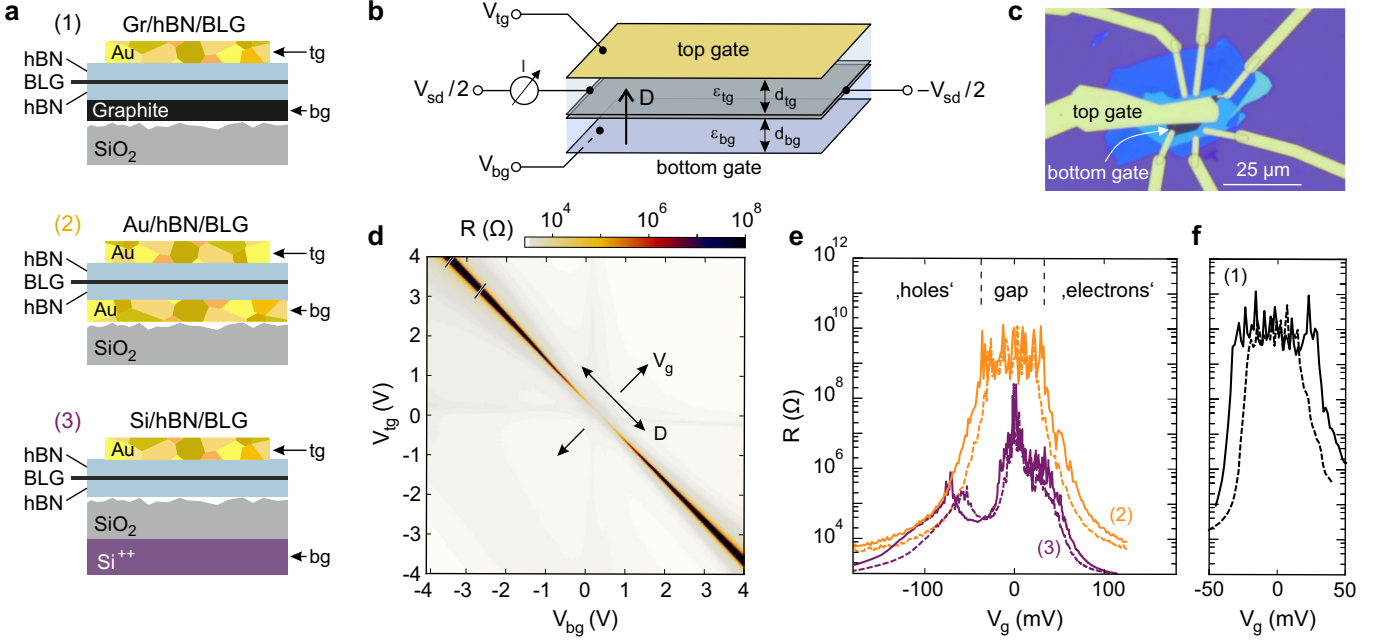 a
(1)
Gr/hBN/BLG
Au
tg
hBN
BLG
hBN
Graphite
bg
SiO2
(2)
Au/hBN/BLG
Au
tg
hBN
BLG
hBN
Au
bg
SiO2
(3)
Si/hBN/BLG
Au
tg
hBN
BLG
hBN
SiO2
Si++
bg
b
Vtg
top gate
I
Vsd/2
D
εtg
dtg
−Vsd/2
εbg
dbg
Vbg
bottom gate
c
top gate
bottom gate
25 µm
d
R (Ω)
10^4 10^6 10^8
4
3
2
1
0
-1
-2
-3
-4
Vtg (V)
Vg
D
-4 -3 -2 -1 0 1 2 3 4
Vbg (V)
e
10^12
10^10
10^8
10^6
10^4
R (Ω)
‚holes‘ gap ‚electrons‘
(2)
(3)
-100 0 100
Vg (mV)
f
(1)
-50 0 50
Vg (mV)